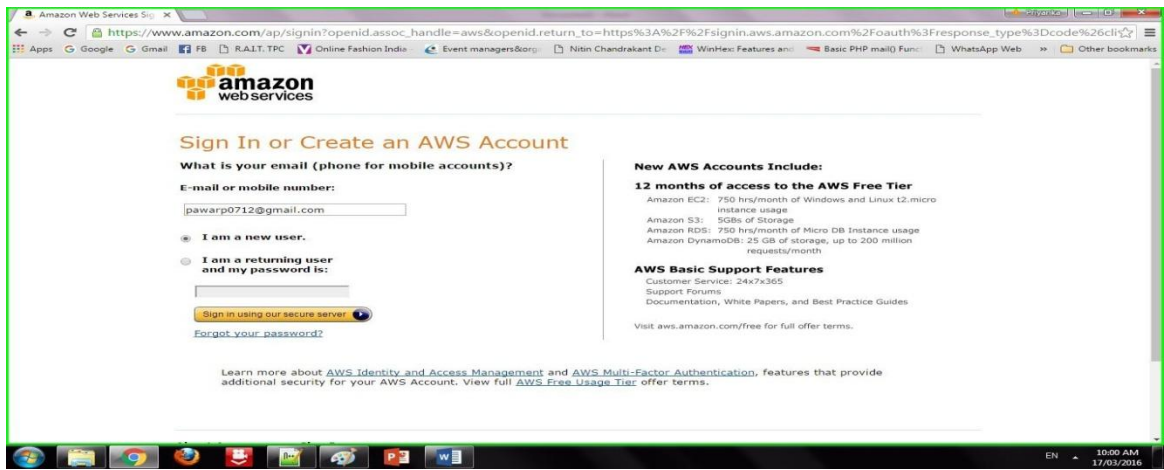 Amazon Web Services Sig
Priyanka
https://www.amazon.com/ap/signin?openid.assoc_handle=aws&openid.return_to=https%3A%2F%2Fsignin.aws.amazon.com%2Foauth%3Fresponse_type%3Dcode%26cli
Apps Google Gmail FB R.A.I.T. TPC Online Fashion India Event managers&org Nitin Chandrakant De WinHex: Features and Basic PHP mail() Func WhatsApp Web » Other bookmarks
amazon
webservices
Sign In or Create an AWS Account
What is your email (phone for mobile accounts)?
E-mail or mobile number:
pawarp0712@gmail.com
I am a new user.
I am a returning user
and my password is:
Sign in using our secure server
Forgot your password?
New AWS Accounts Include:
12 months of access to the AWS Free Tier
Amazon EC2: 750 hrs/month of Windows and Linux t2.micro
instance usage
Amazon S3: 5GBs of Storage
Amazon RDS: 750 hrs/month of Micro DB Instance usage
Amazon DynamoDB: 25 GB of storage, up to 200 million
requests/month
AWS Basic Support Features
Customer Service: 24x7x365
Support Forums
Documentation, White Papers, and Best Practice Guides
Visit aws.amazon.com/free for full offer terms.
Learn more about AWS Identity and Access Management and AWS Multi-Factor Authentication, features that provide
additional security for your AWS Account. View full AWS Free Usage Tier offer terms.
EN
10:00 AM
17/03/2016